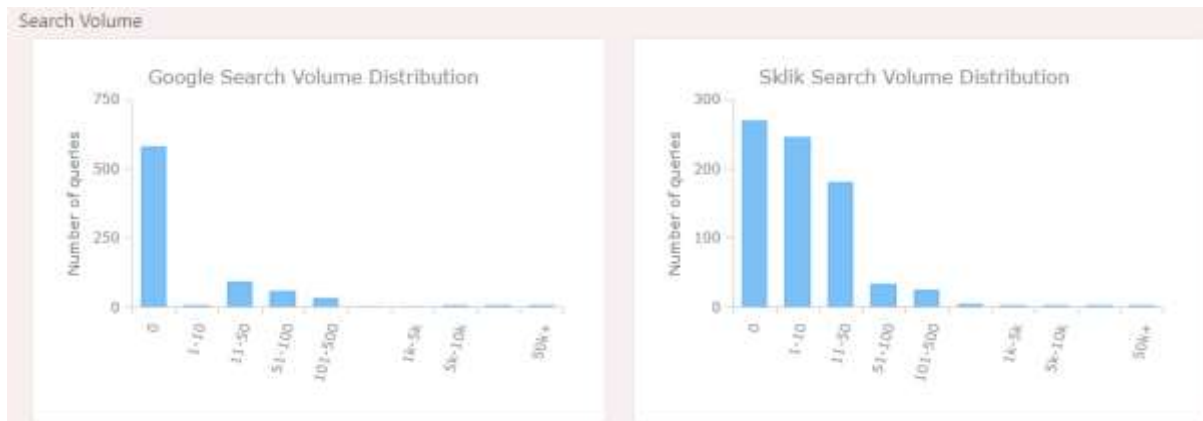 Search Volume
Google Search Volume Distribution
750
500
250
0
Number of queries
0
1-10
11-50
51-100
101-500
1k-5k
5k-10k
50k+
Sklik Search Volume Distribution
300
200
100
0
Number of queries
0
1-10
11-50
51-100
101-500
1k-5k
5k-10k
50k+